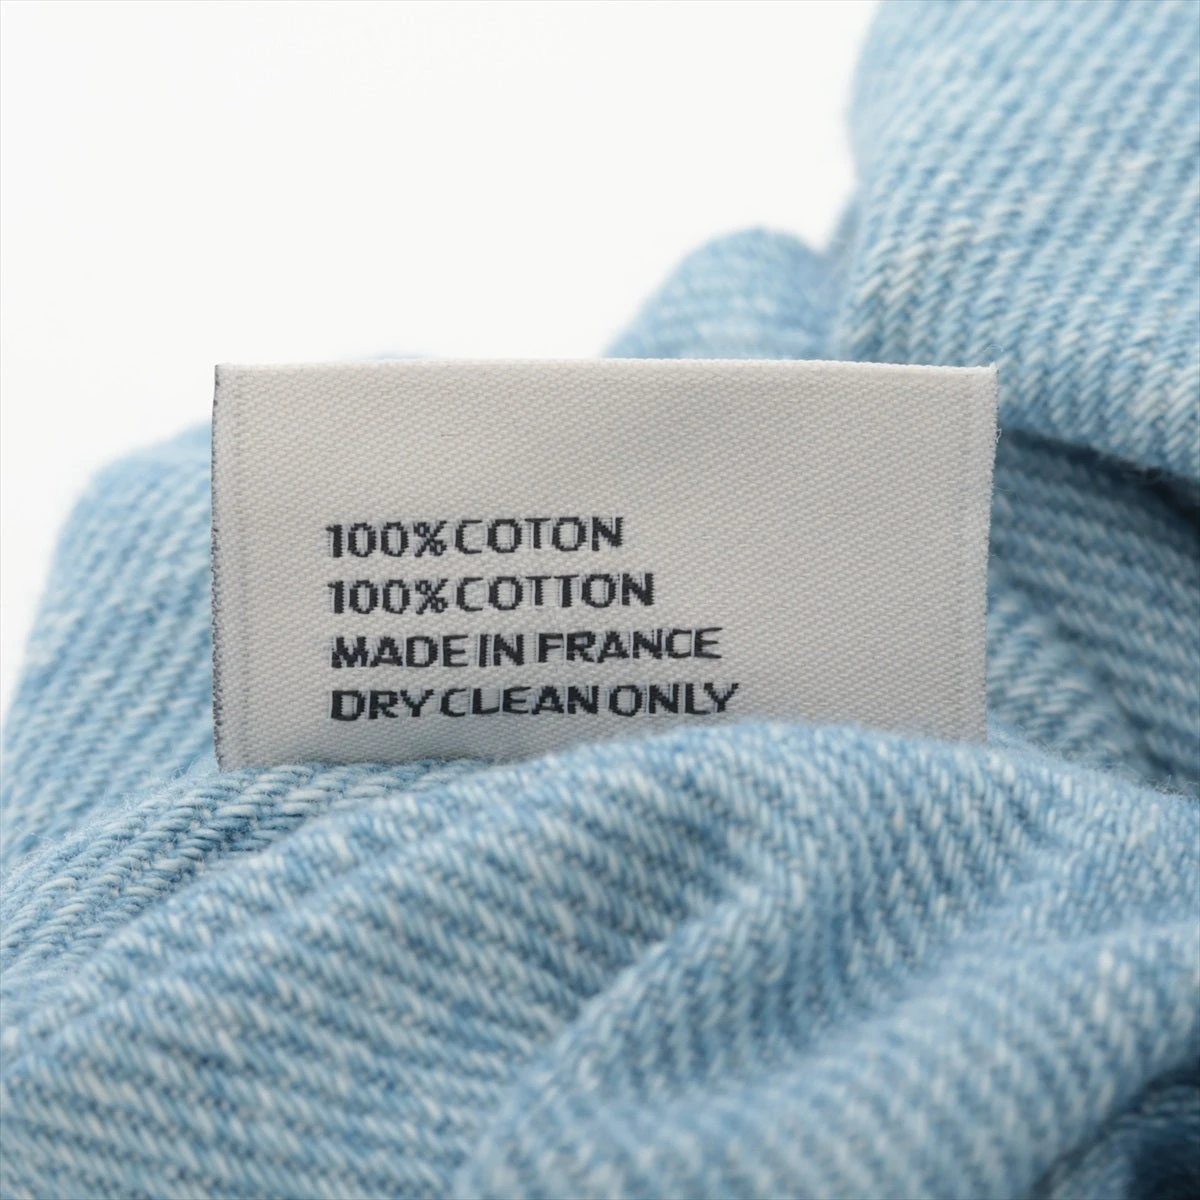 100% COTON
100% COTTON
MADE IN FRANCE
DRY CLEAN ONLY